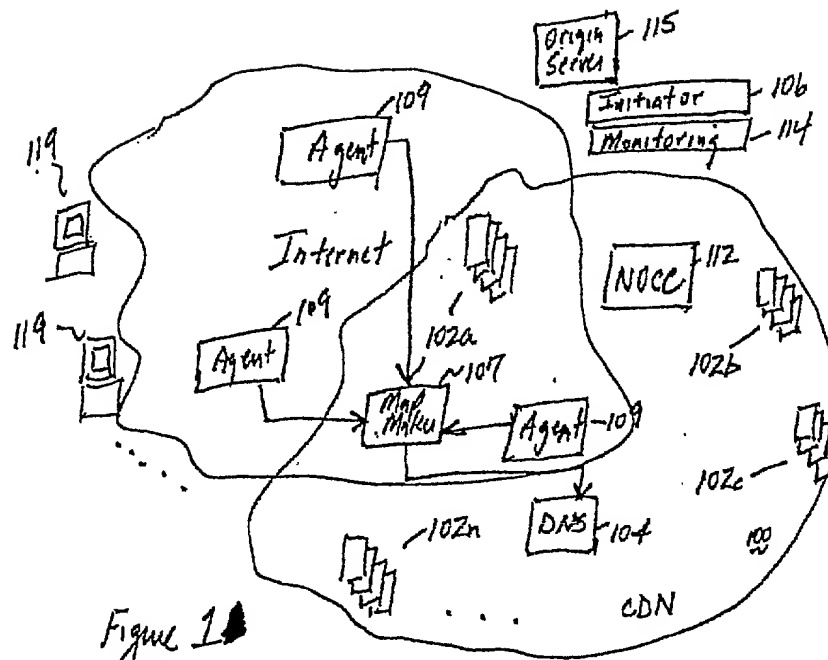 Origin
Server
115
Initiator
106
Monitoring
114
109
Agent
119
Internet
NOCC
112
102b
119
109
Agent
102a
107
Map
Maker
Agent
109
102c
DNS
104
100
102n
. . .
CDN
Figure 1